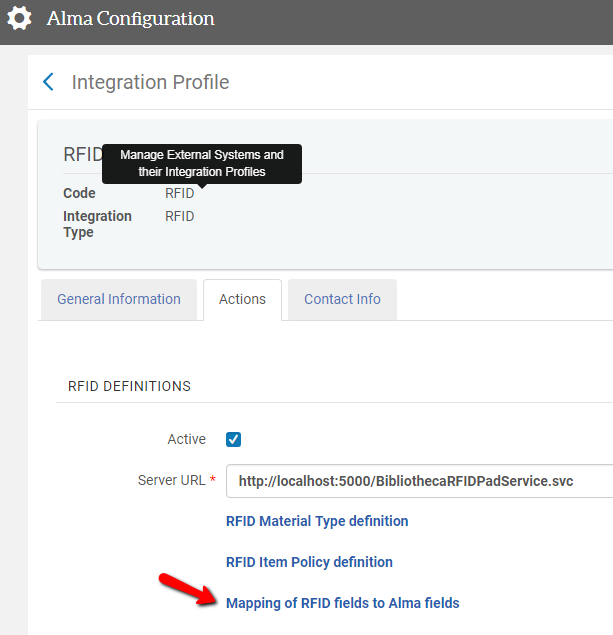 Alma Configuration
Integration Profile
RFID
Manage External Systems and
their Integration Profiles
Code RFID
Integration RFID
Type
General Information Actions Contact Info
RFID DEFINITIONS
Active
Server URL * http://localhost:5000/BibliothecaRFIDPadService.svc
RFID Material Type definition
RFID Item Policy definition
Mapping of RFID fields to Alma fields